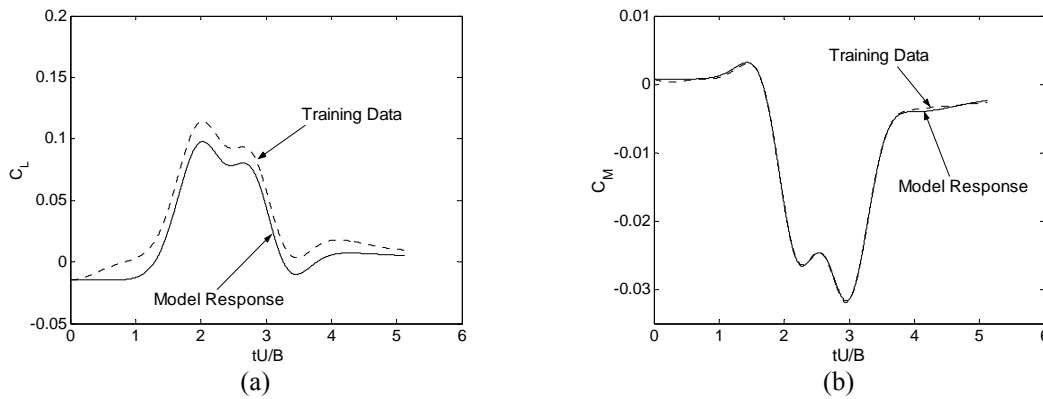 0.2
0.15
0.1
0.05
0
-0.05
C_L
Training Data
Model Response
0 1 2 3 4 5 6
tU/B
(a)
0.01
0
-0.01
-0.02
-0.03
C_M
Training Data
Model Response
0 1 2 3 4 5 6
tU/B
(b)